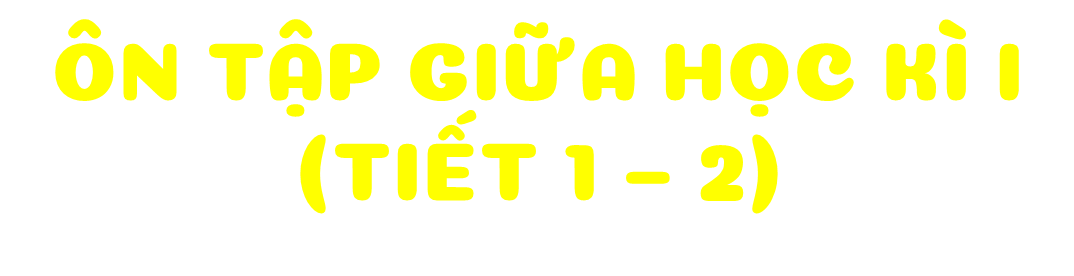 ÔN TẬP GIỮA HỌC KÌ I
(TIẾT 1 – 2)